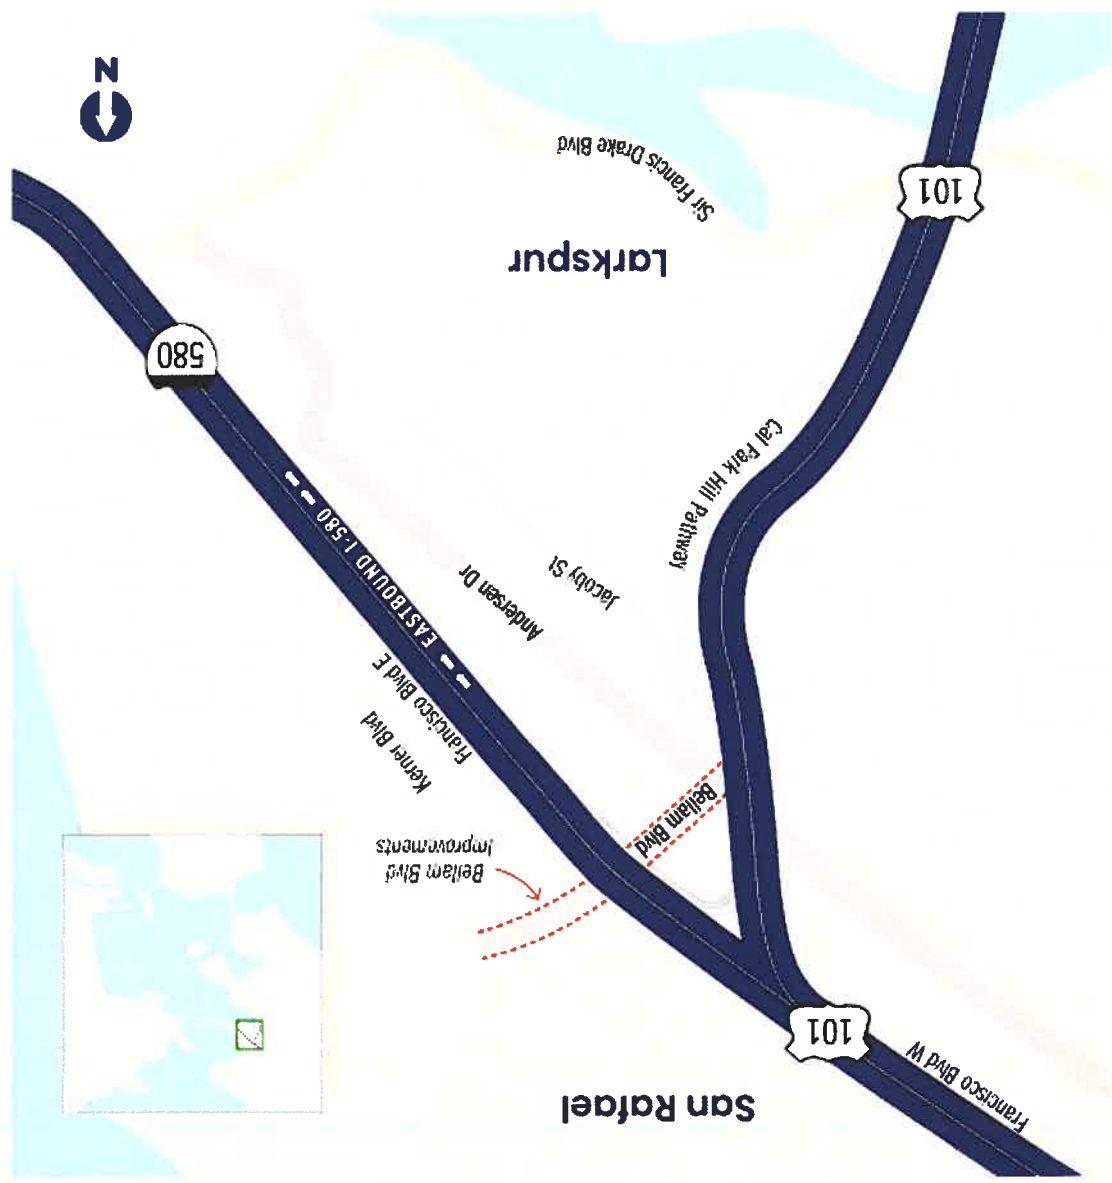 San Rafael
Francisco Blvd W
101
Bellam Blvd
Improvements
Bellam Blvd
Kerner Blvd
Francisco Blvd E
EASTBOUND I-580
Andersen Dr
Jacoby St
Cal Park Hill Pathway
580
Larkspur
101
Sir Francis Drake Blvd
N